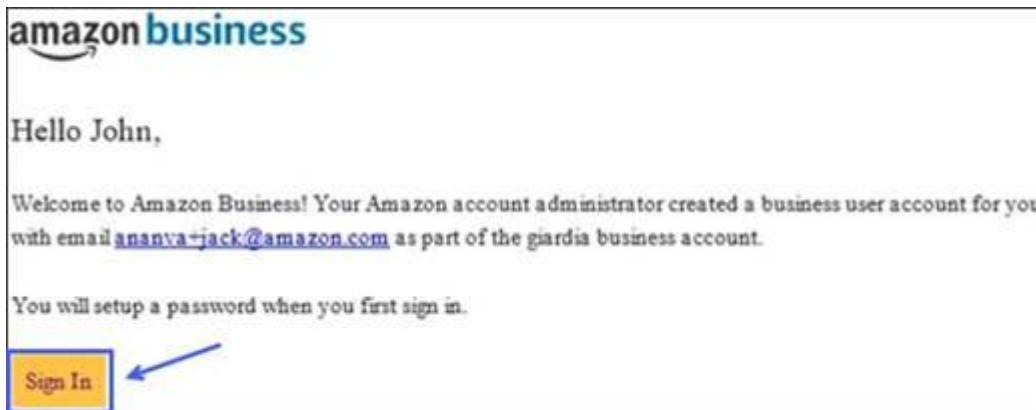 amazon business
Hello John,
Welcome to Amazon Business! Your Amazon account administrator created a business user account for you
with email ananya+jack@amazon.com as part of the giardia business account.
You will setup a password when you first sign in.
Sign In